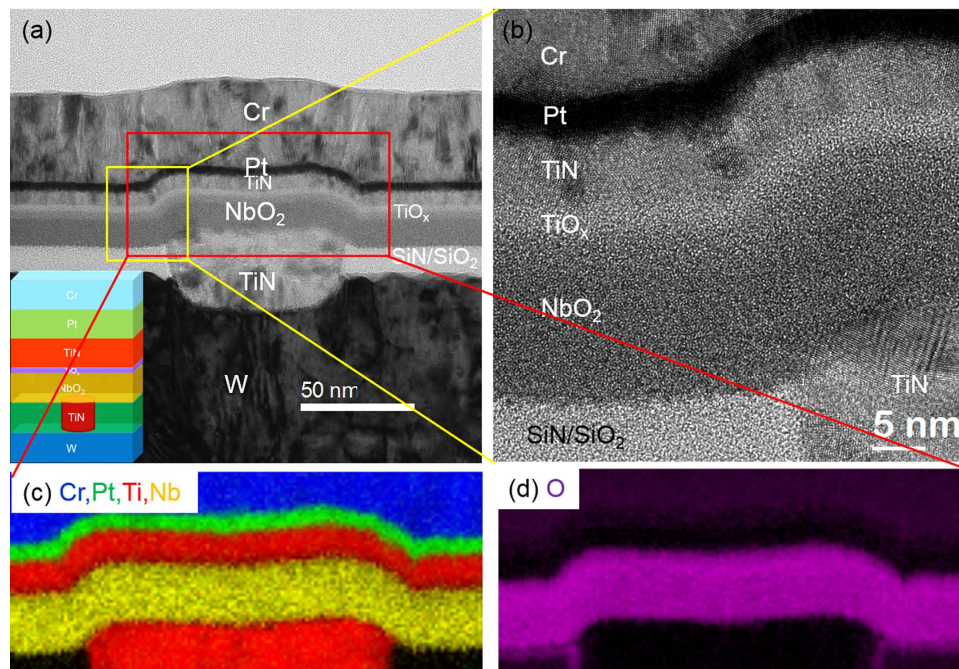 (a)
Cr
Pt
TiN
NbO₂
TiOₓ
SiN/SiO₂
TiN
W
50 nm
Cr
Pt
TiN
NbO₂
TiN
W
(b)
Cr
Pt
TiN
TiOₓ
NbO₂
TiN
SiN/SiO₂
5 nm
(c) Cr,Pt,Ti,Nb
(d) O